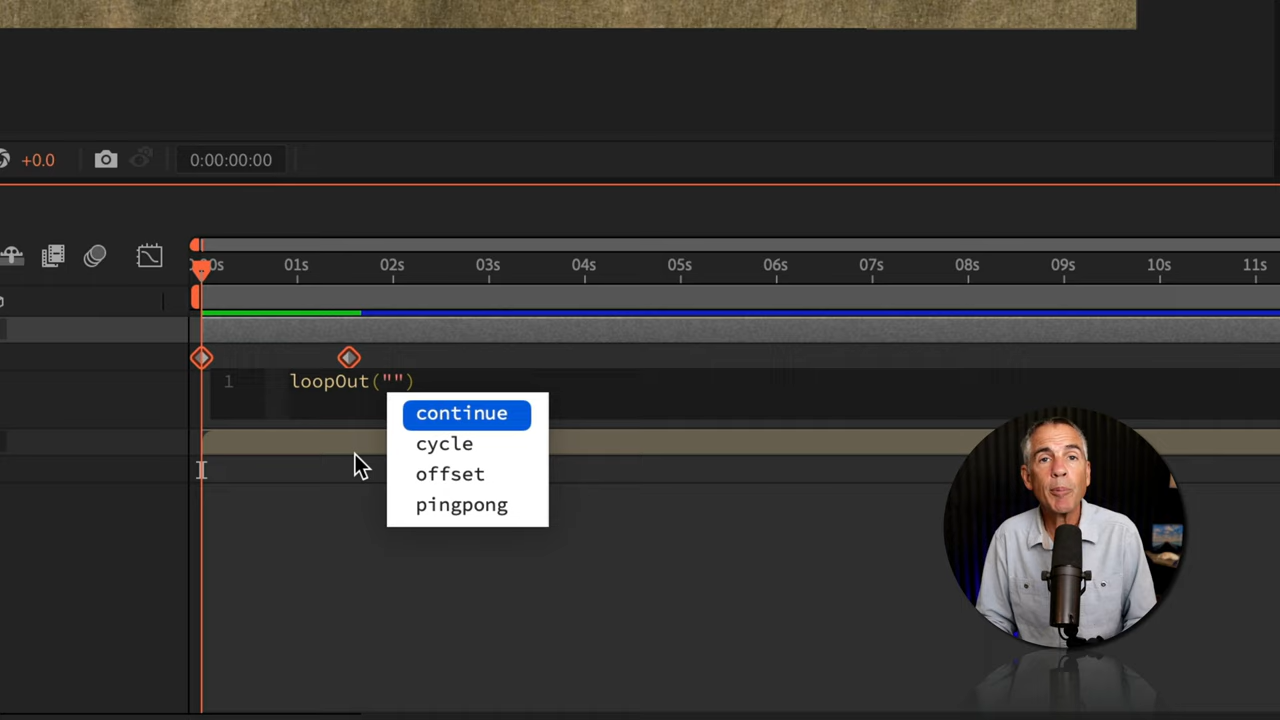 +0.0
0:00:00:00
01s
02s
03s
04s
05s
06s
07s
08s
09s
10s
11s
1
loopOut("")
continue
cycle
offset
pingpong